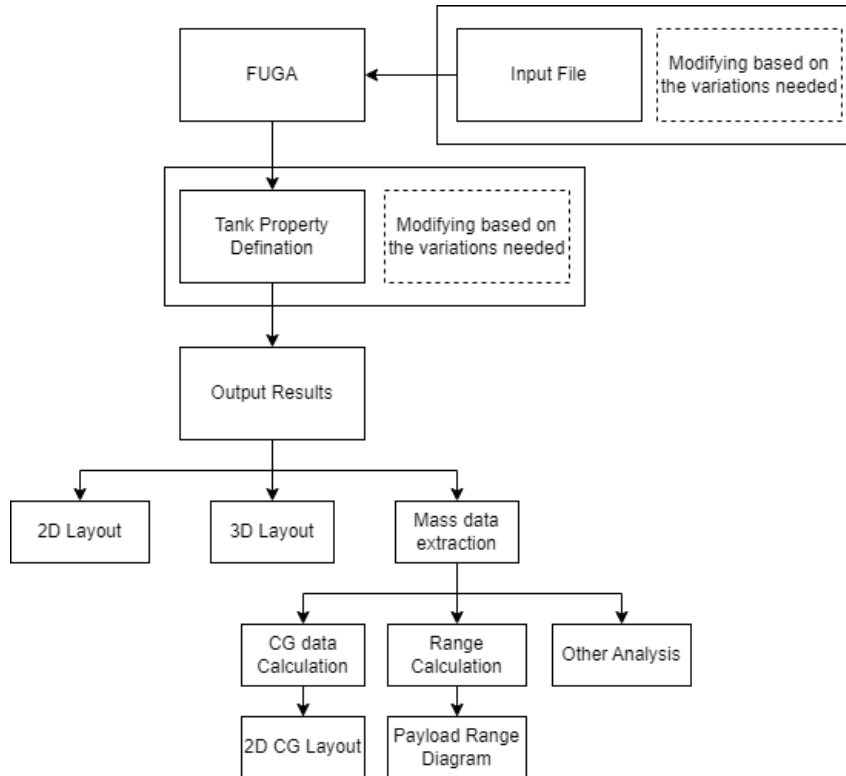 FUGA
Input File
Modifying based on
the variations needed
Tank Property
Defination
Modifying based on
the variations needed
Output Results
2D Layout
3D Layout
Mass data
extraction
CG data
Calculation
Range
Calculation
Other Analysis
2D CG Layout
Payload Range
Diagram